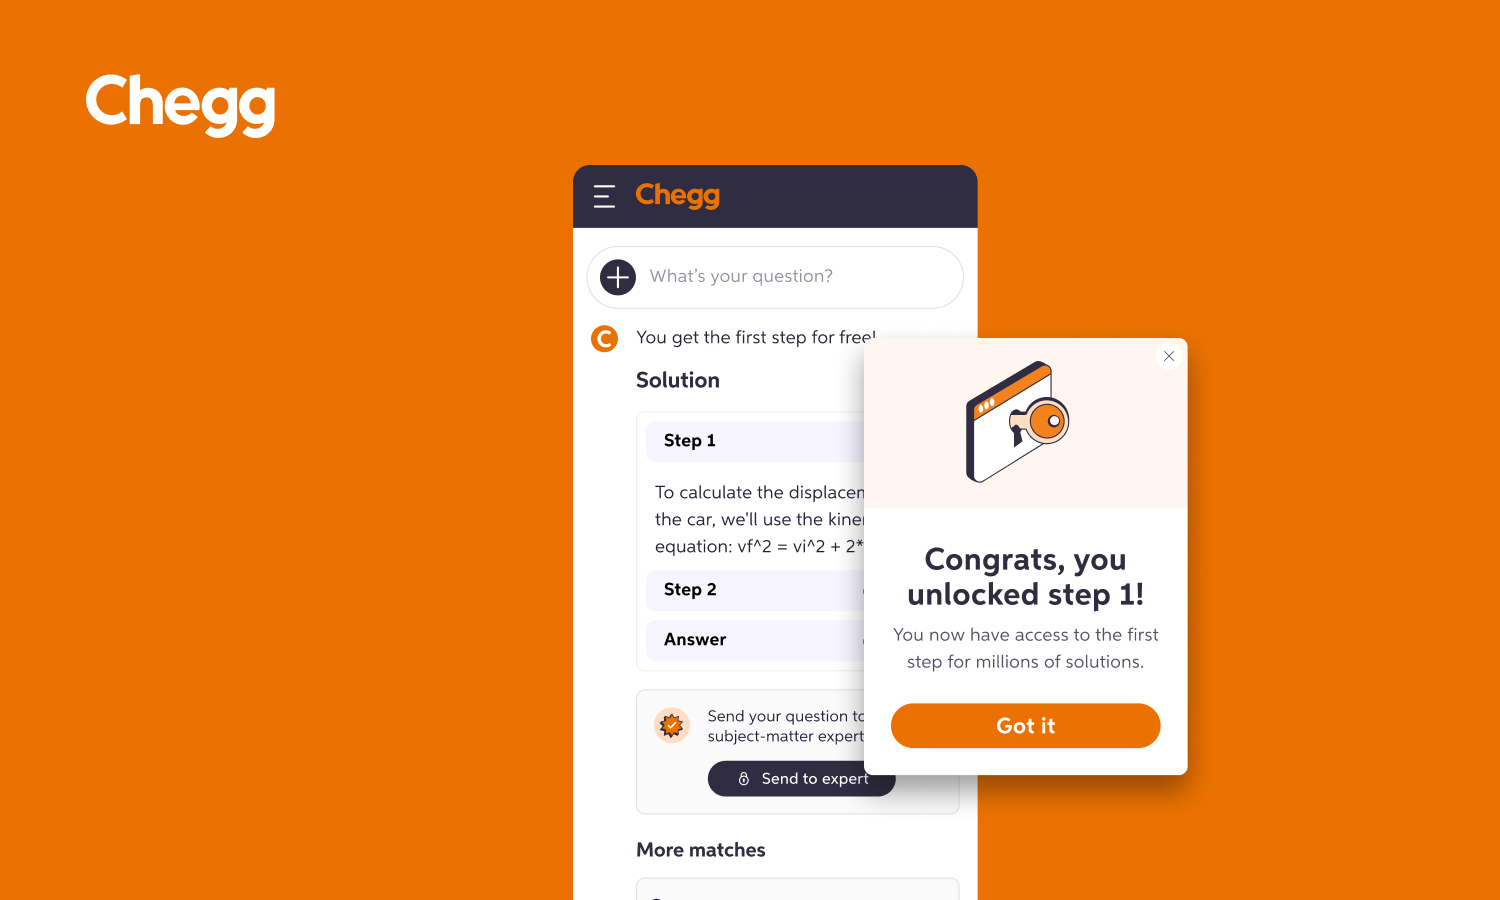 Chegg
Chegg
What's your question?
C
You get the first step for free!
Solution
Step 1
To calculate the
the car, we'll use the
equation: vf^2 = vi^2 + 2*
Step 2
Answer
Send your question
subject-matter expert
Send to expert
More matches
Congrats, you
unlocked step 1!
You now have access to the first
step for millions of solutions.
Got it